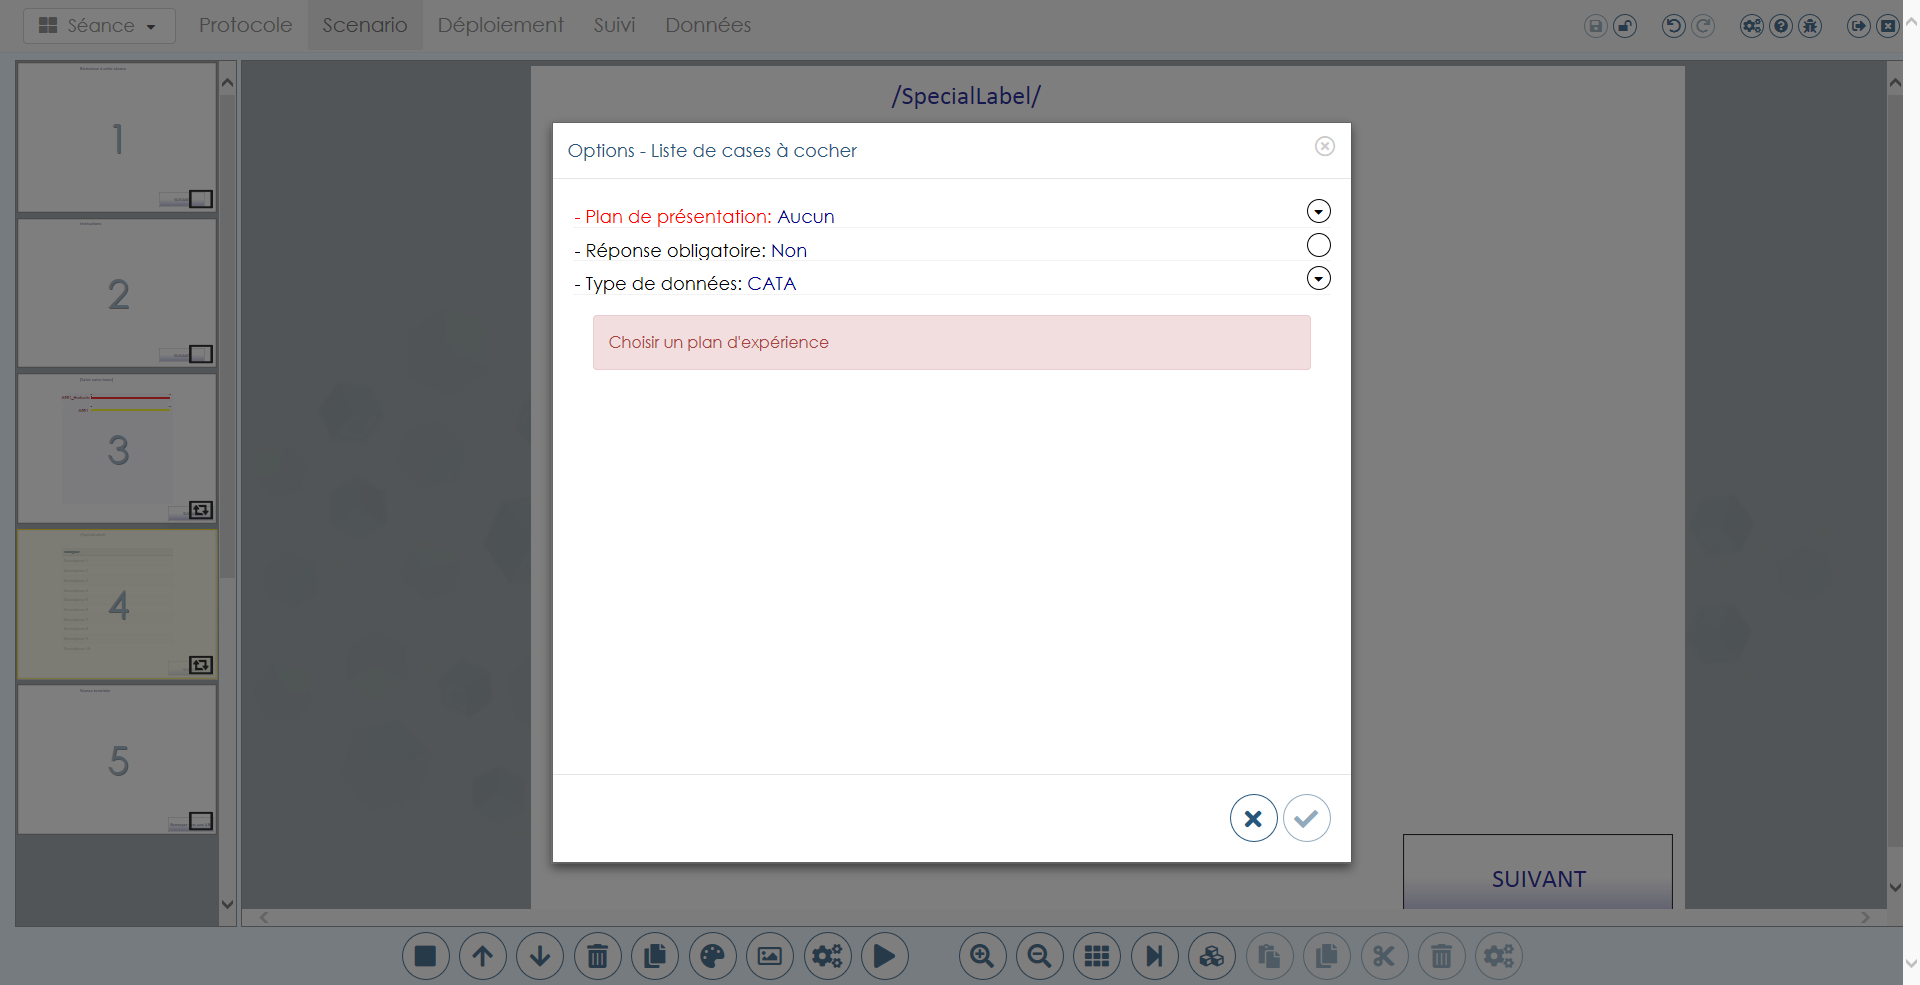 Séance
Protocole
Scenario
Déploiement
Suivi
Données
1
2
3
4
5
/SpecialLabel/
Options - Liste de cases à cocher
- Plan de présentation: Aucun
- Réponse obligatoire: Non
- Type de données: CATA
Choisir un plan d'expérience
SUIVANT